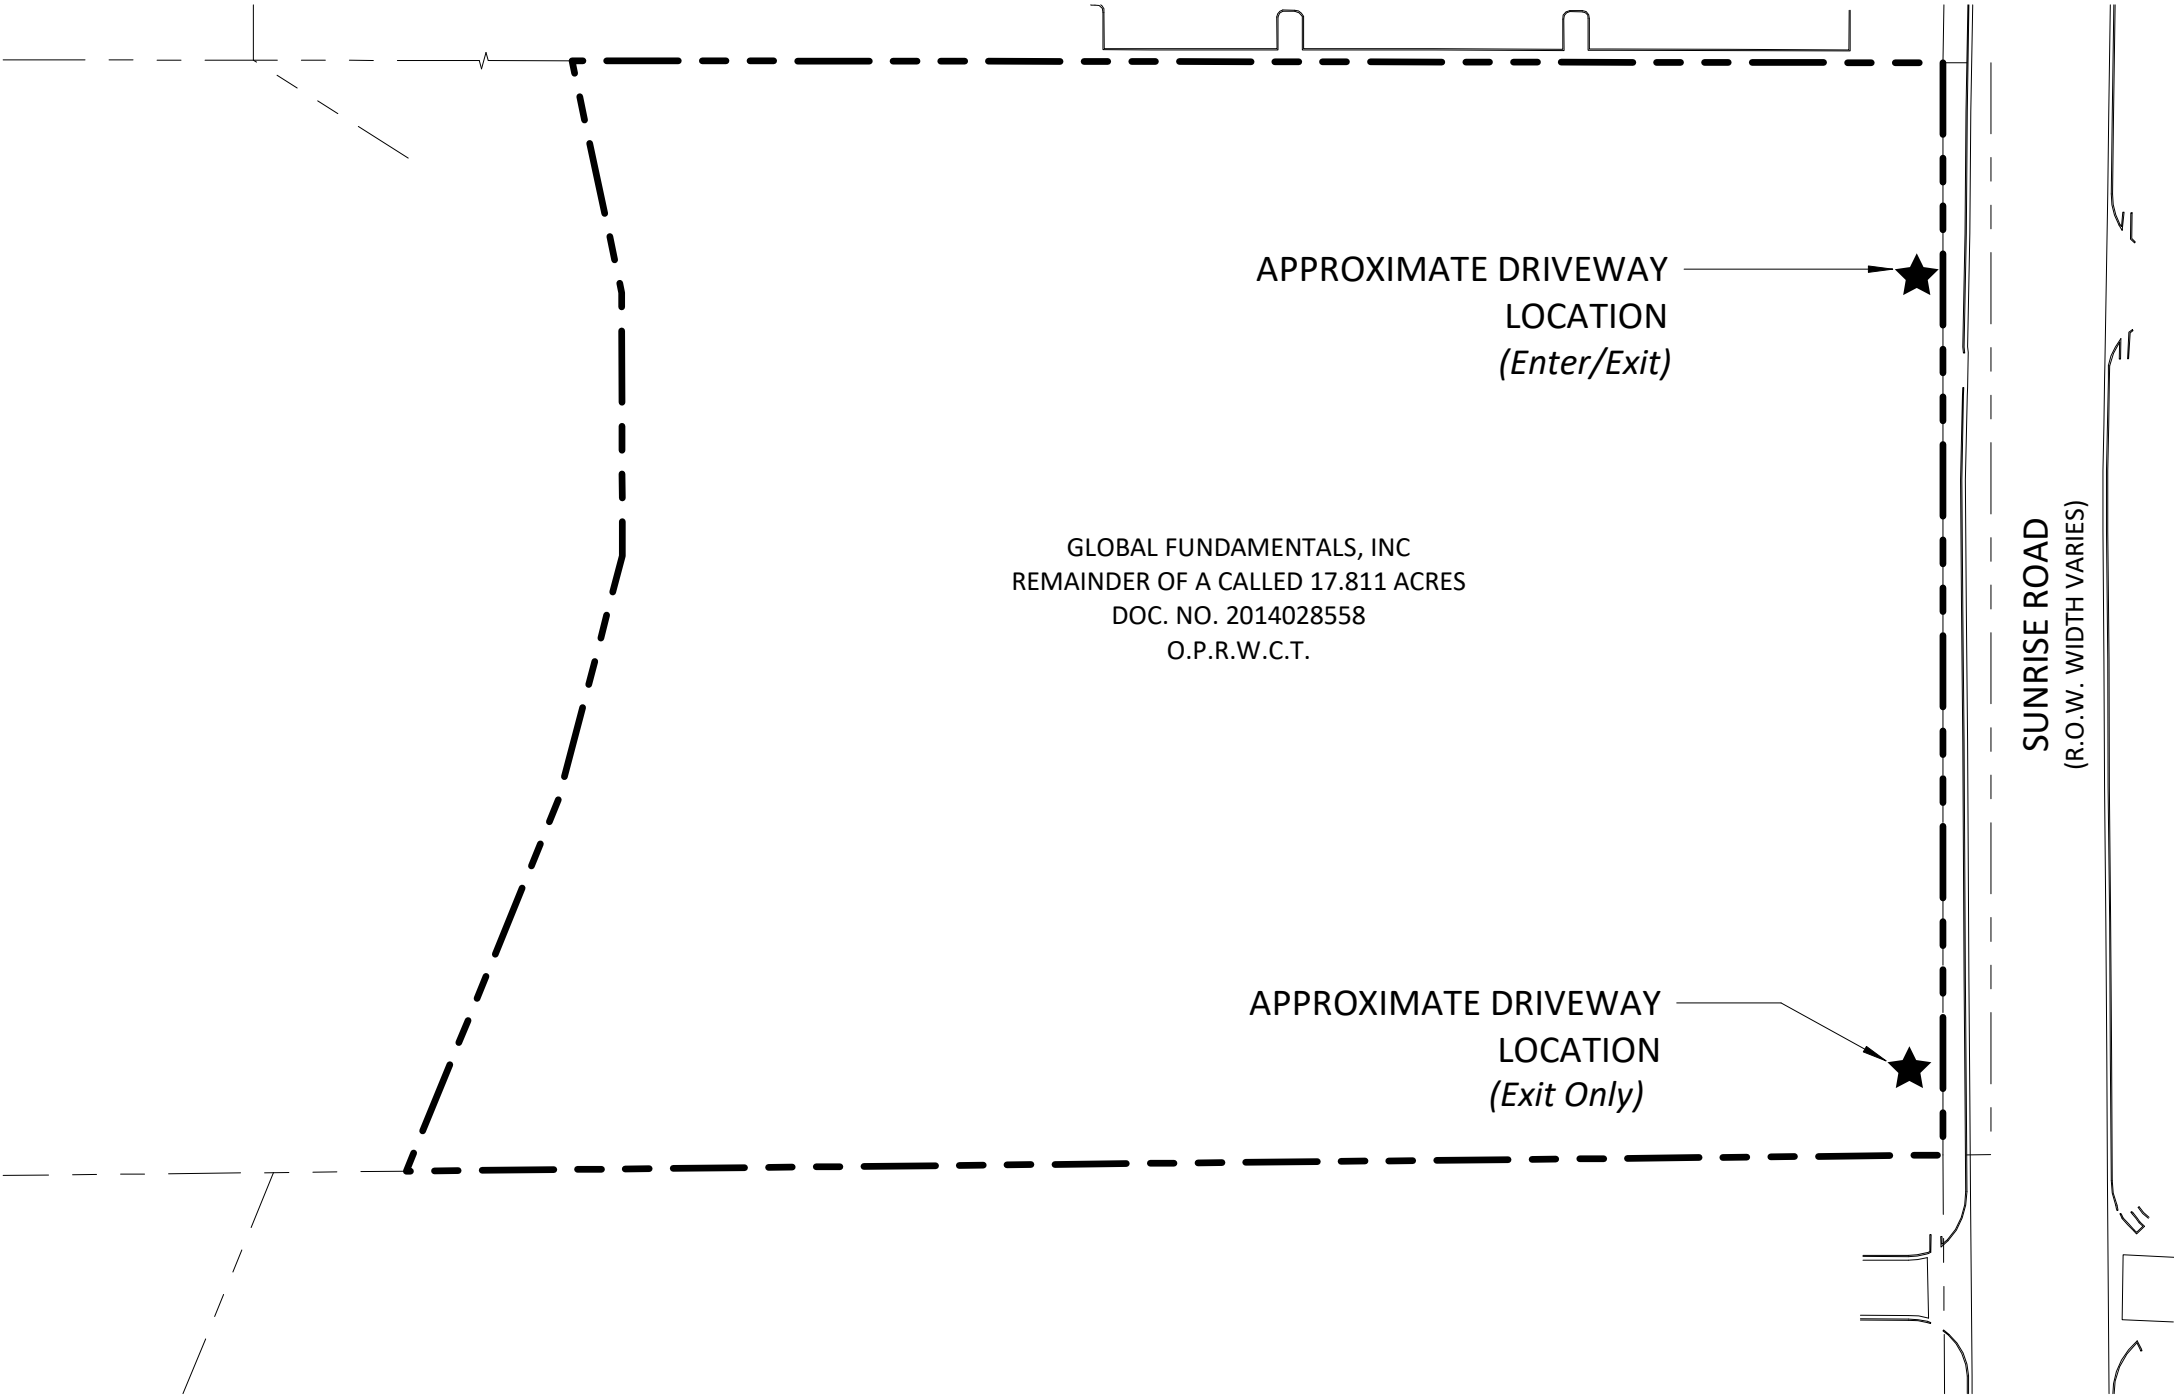 APPROXIMATE DRIVEWAY
LOCATION
(Enter/Exit)
GLOBAL FUNDAMENTALS, INC
REMAINDER OF A CALLED 17.811 ACRES
DOC. NO. 2014028558
O.P.R.W.C.T.
SUNRISE ROAD
(R.O.W. WIDTH VARIES)
APPROXIMATE DRIVEWAY
LOCATION
(Exit Only)